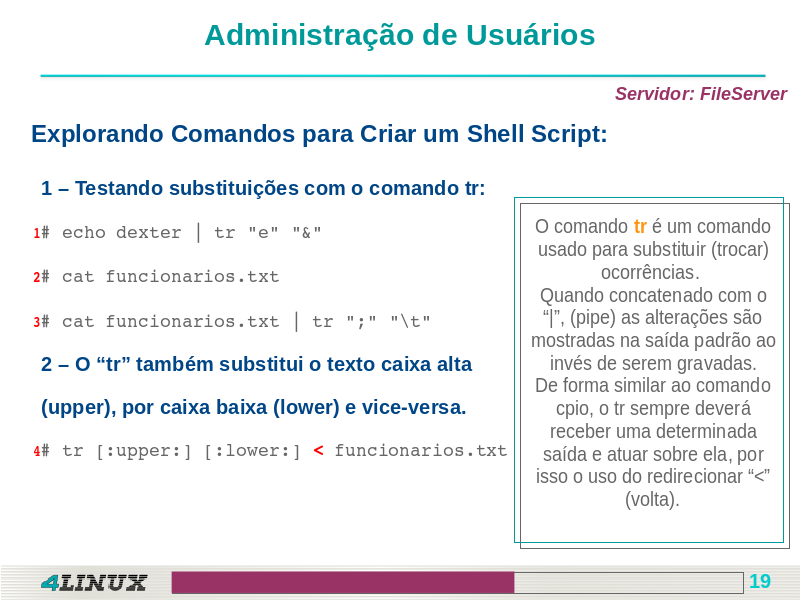 Administração de Usuários
Servidor: FileServer
Explorando Comandos para Criar um Shell Script:
1 – Testando substituições com o comando tr:
1# echo dexter | tr "e" "&"
2# cat funcionarios.txt
3# cat funcionarios.txt | tr ";" "\t"
2 – O “tr” também substitui o texto caixa alta
(upper), por caixa baixa (lower) e vice-versa.
4# tr [:upper:] [:lower:] < funcionarios.txt
O comando tr é um comando
usado para substituir (trocar)
ocorrências.
Quando concatenado com o
“|”, (pipe) as alterações são
mostradas na saída padrão ao
invés de serem gravadas.
De forma similar ao comando
cpio, o tr sempre deverá
receber uma determinada
saída e atuar sobre ela, por
isso o uso do redirecionar “<”
(volta).
4LINUX
19